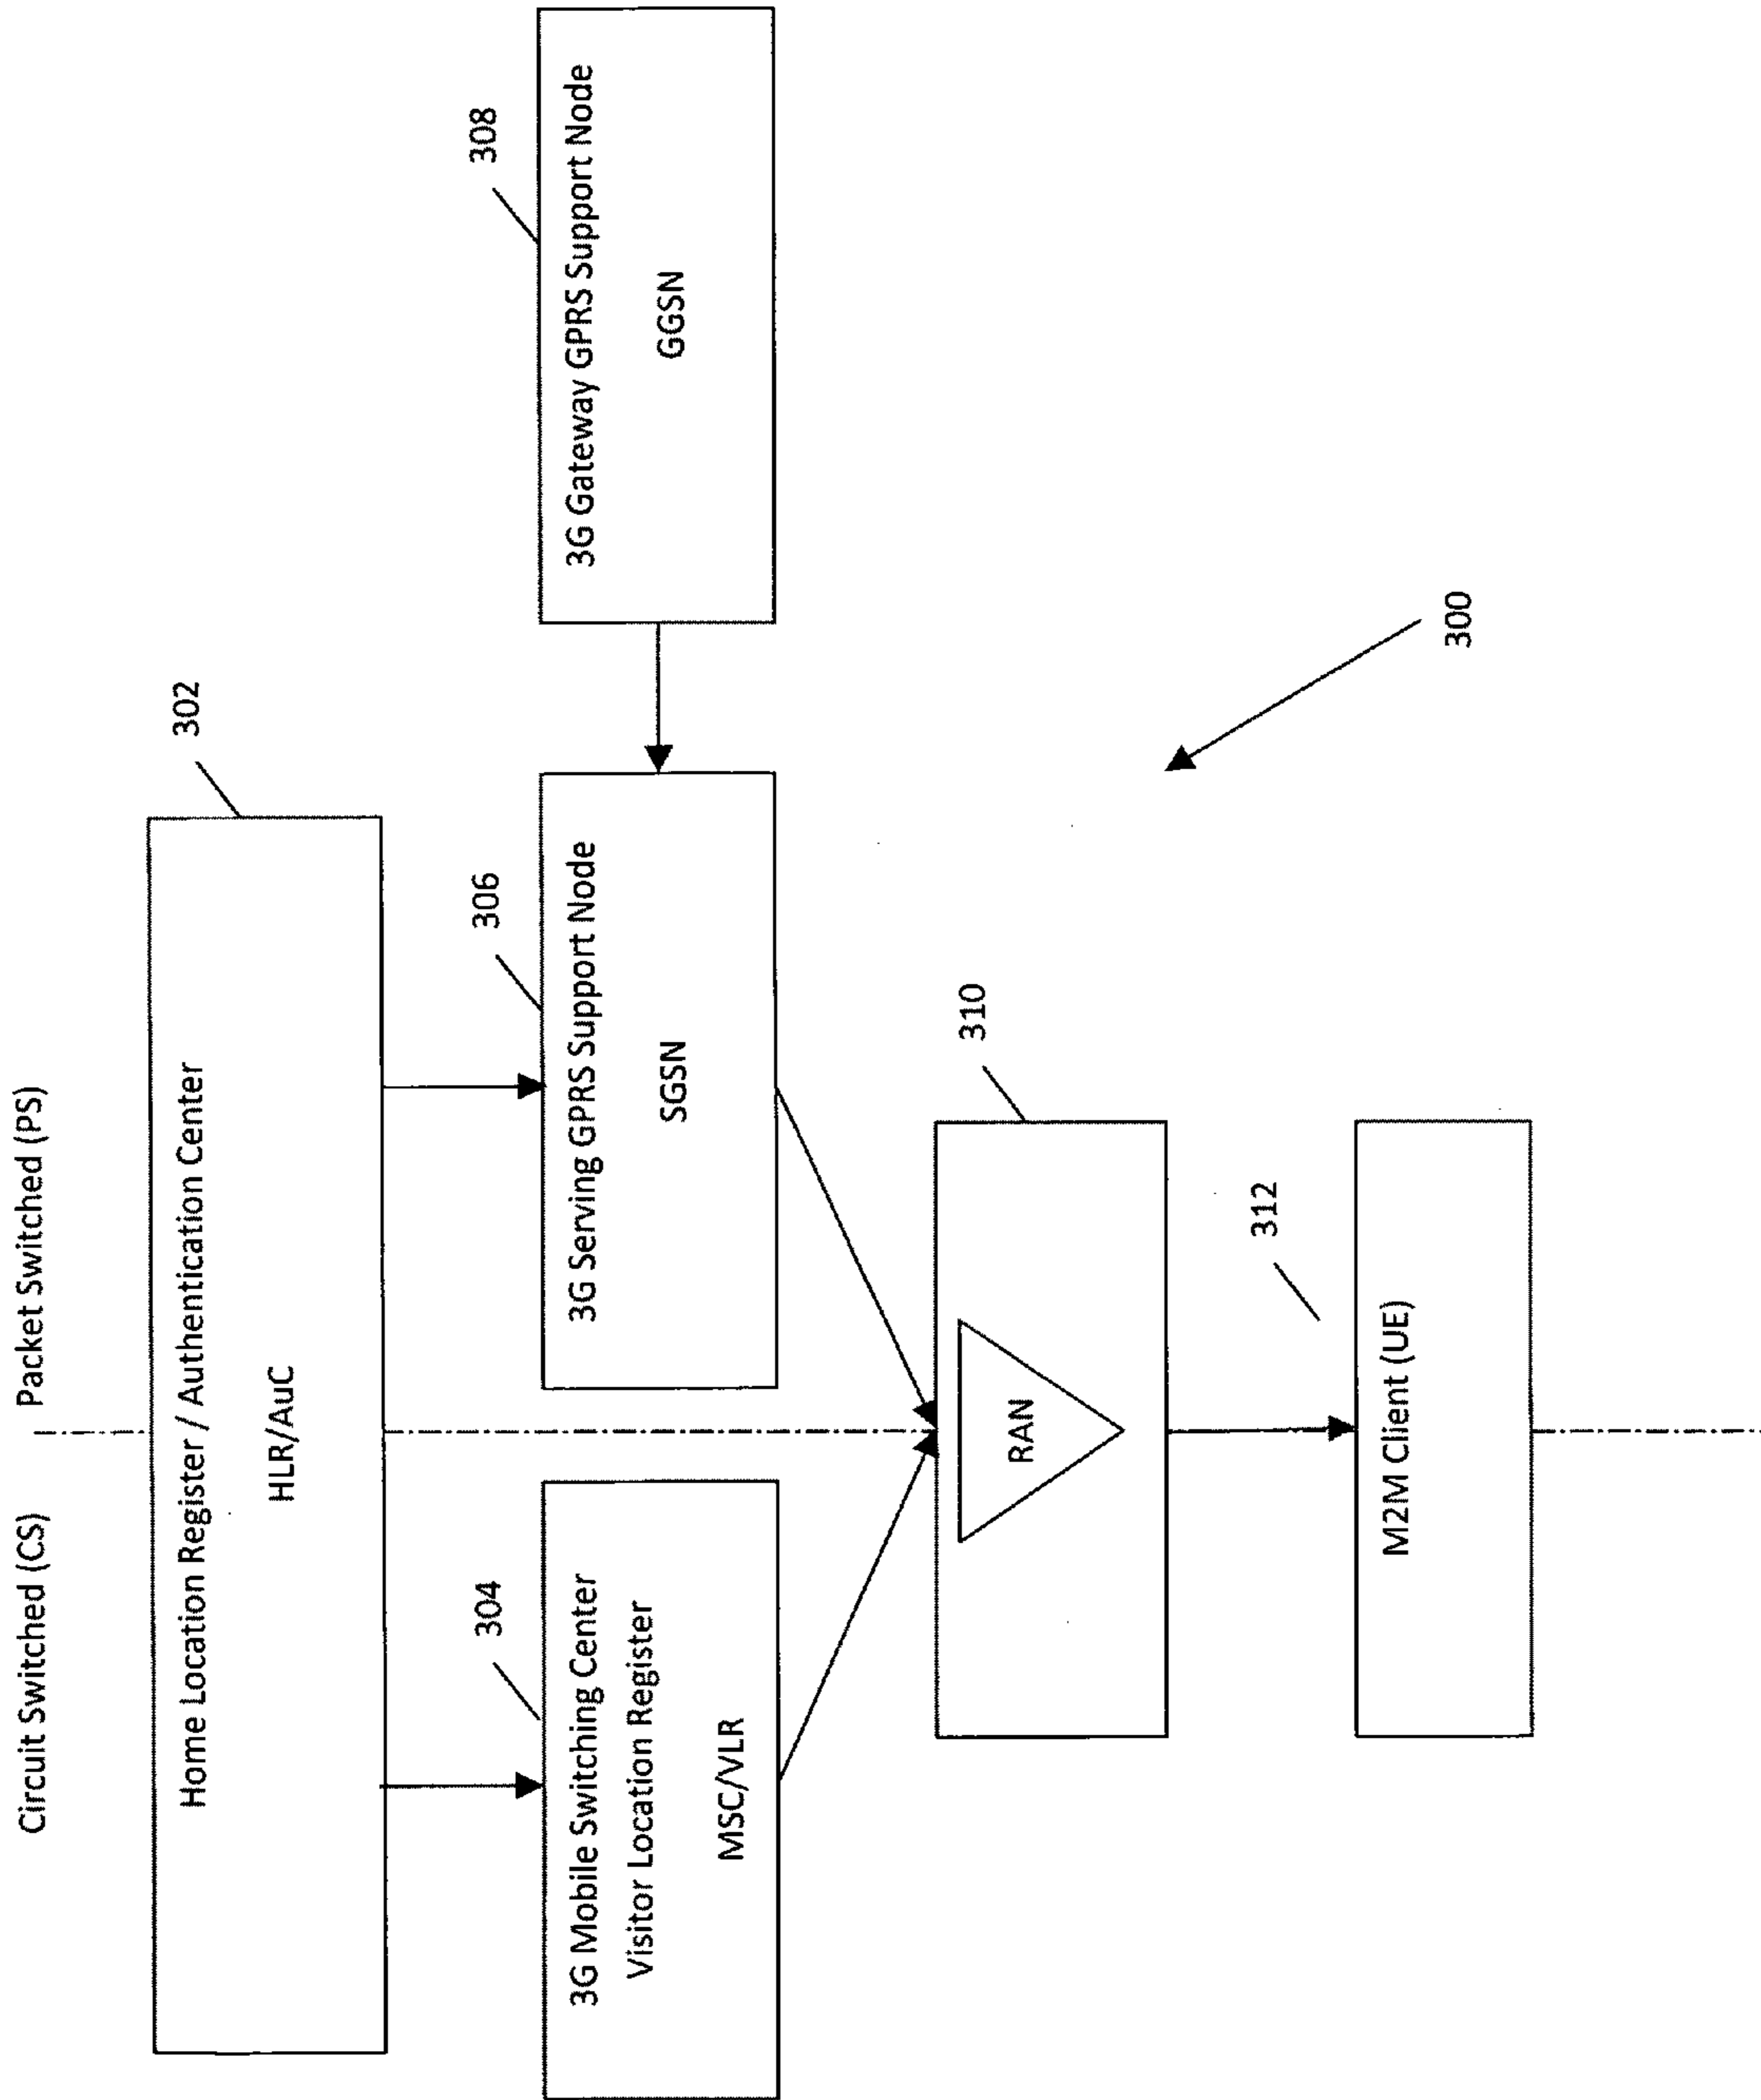 Circuit Switched (CS)
Packet Switched (PS)
302
Home Location Register / Authentication Center
HLR/AuC
304
3G Mobile Switching Center
Visitor Location Register
MSC/VLR
306
3G Serving GPRS Support Node
SGSN
308
3G Gateway GPRS Support Node
GGSN
310
RAN
312
M2M Client (UE)
300